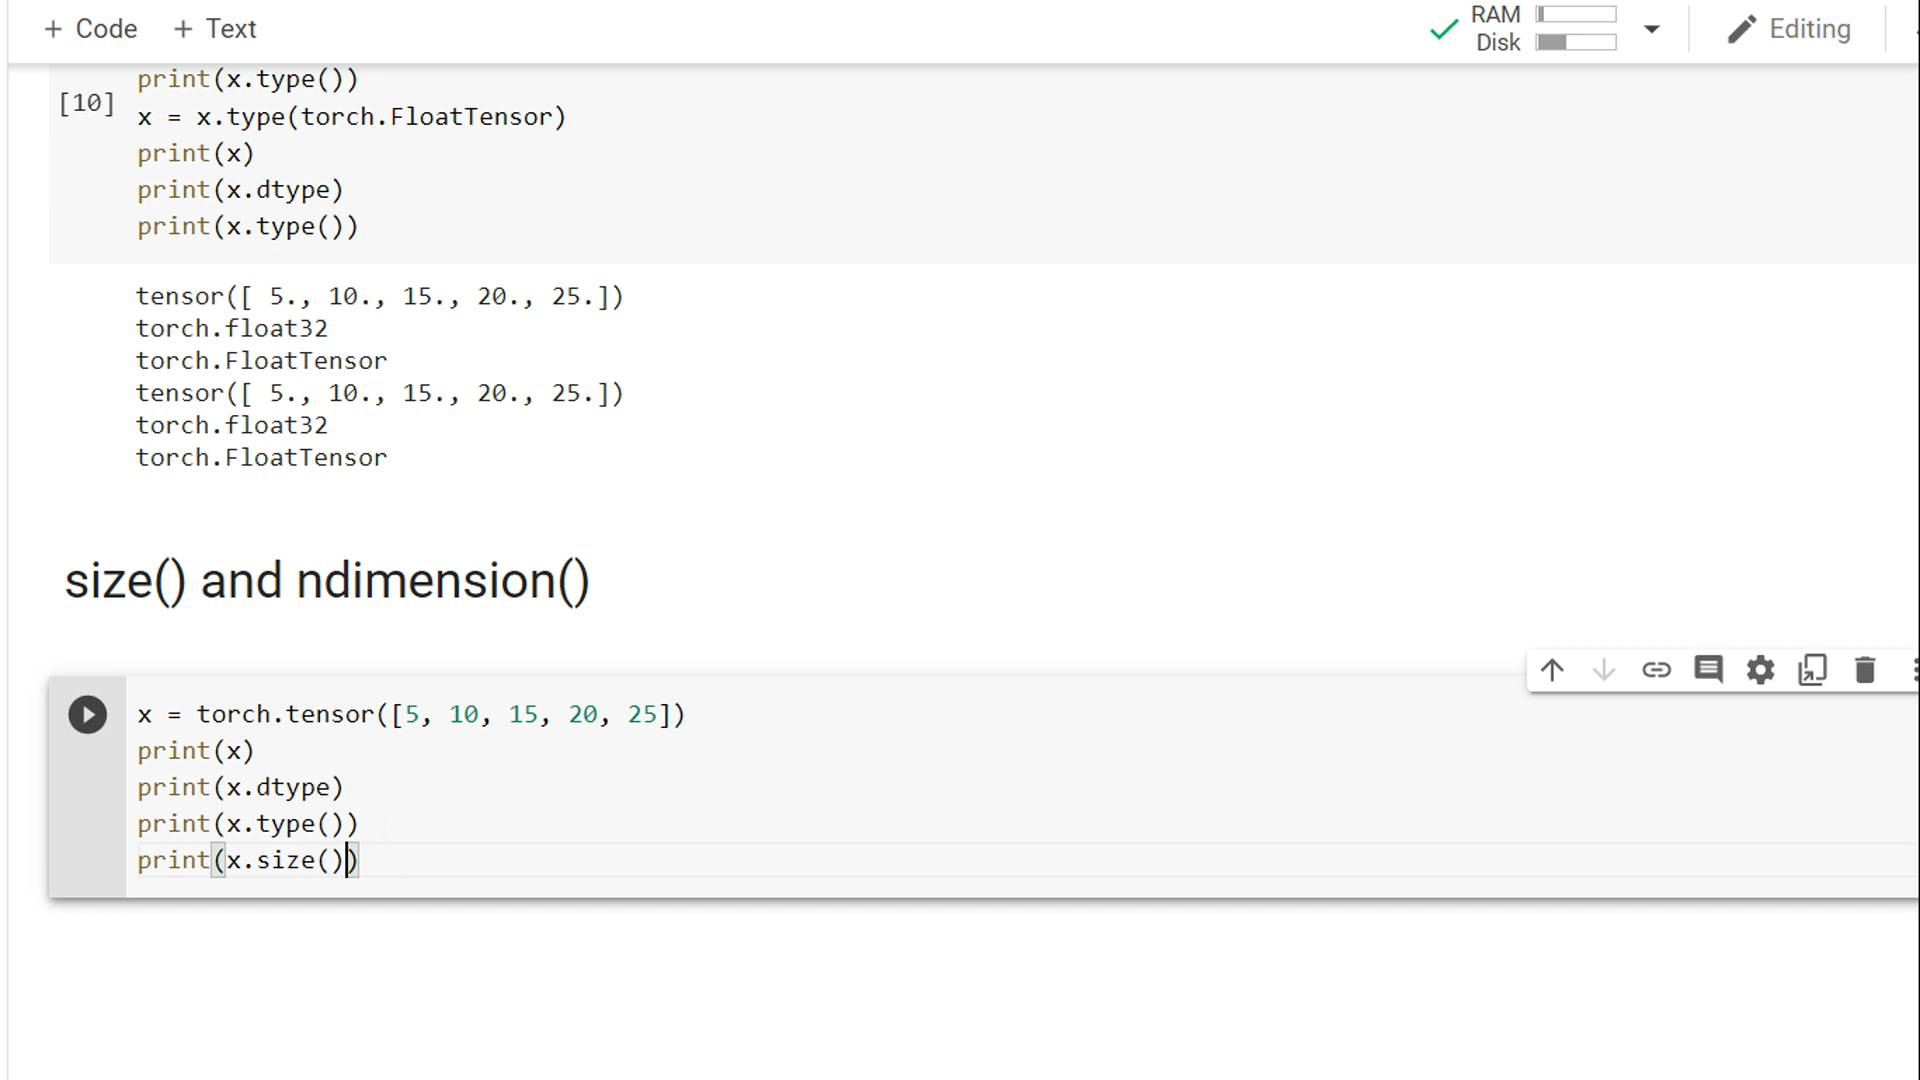 + Code + Text
RAM
Disk
Editing
print(x.type())
[10]
x = x.type(torch.FloatTensor)
print(x)
print(x.dtype)
print(x.type())
tensor([ 5., 10., 15., 20., 25.])
torch.float32
torch.FloatTensor
tensor([ 5., 10., 15., 20., 25.])
torch.float32
torch.FloatTensor
size() and ndimension()
x = torch.tensor([5, 10, 15, 20, 25])
print(x)
print(x.dtype)
print(x.type())
print(x.size())